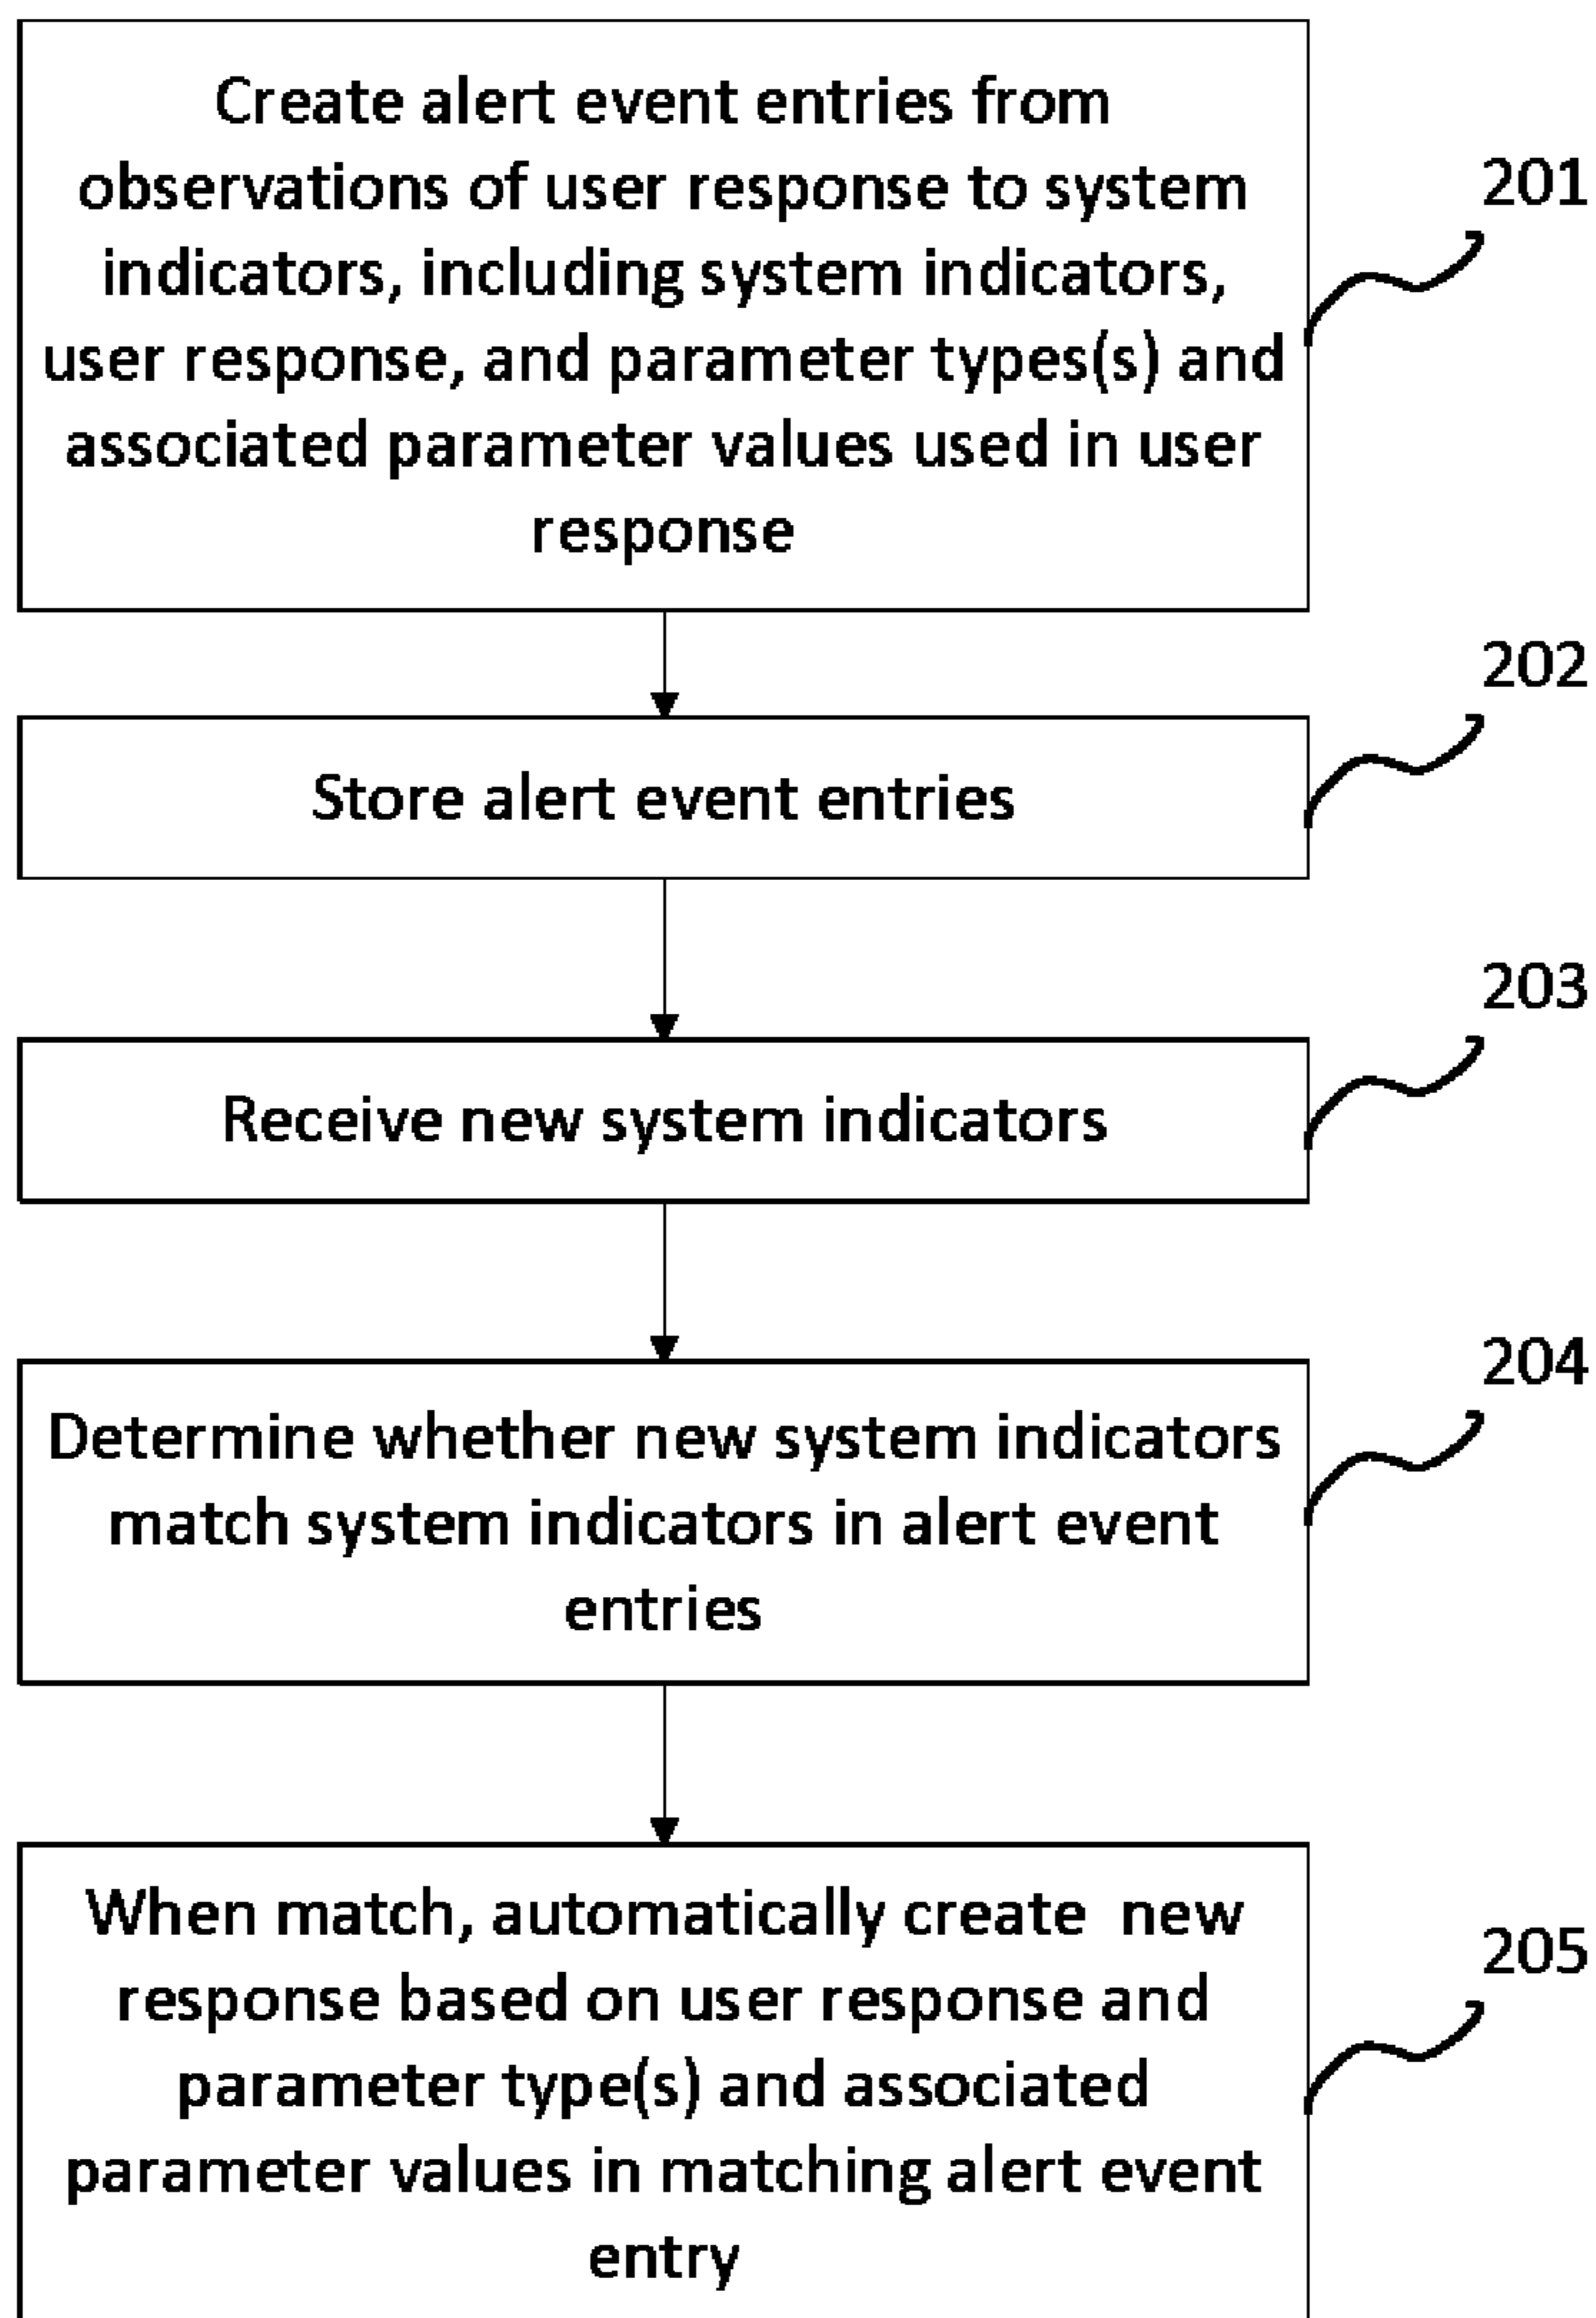 Create alert event entries from
observations of user response to system
indicators, including system indicators,
user response, and parameter types(s) and
associated parameter values used in user
response
201
Store alert event entries
202
Receive new system indicators
203
Determine whether new system indicators
match system indicators in alert event
entries
204
When match, automatically create new
response based on user response and
parameter type(s) and associated
parameter values in matching alert event
entry
205